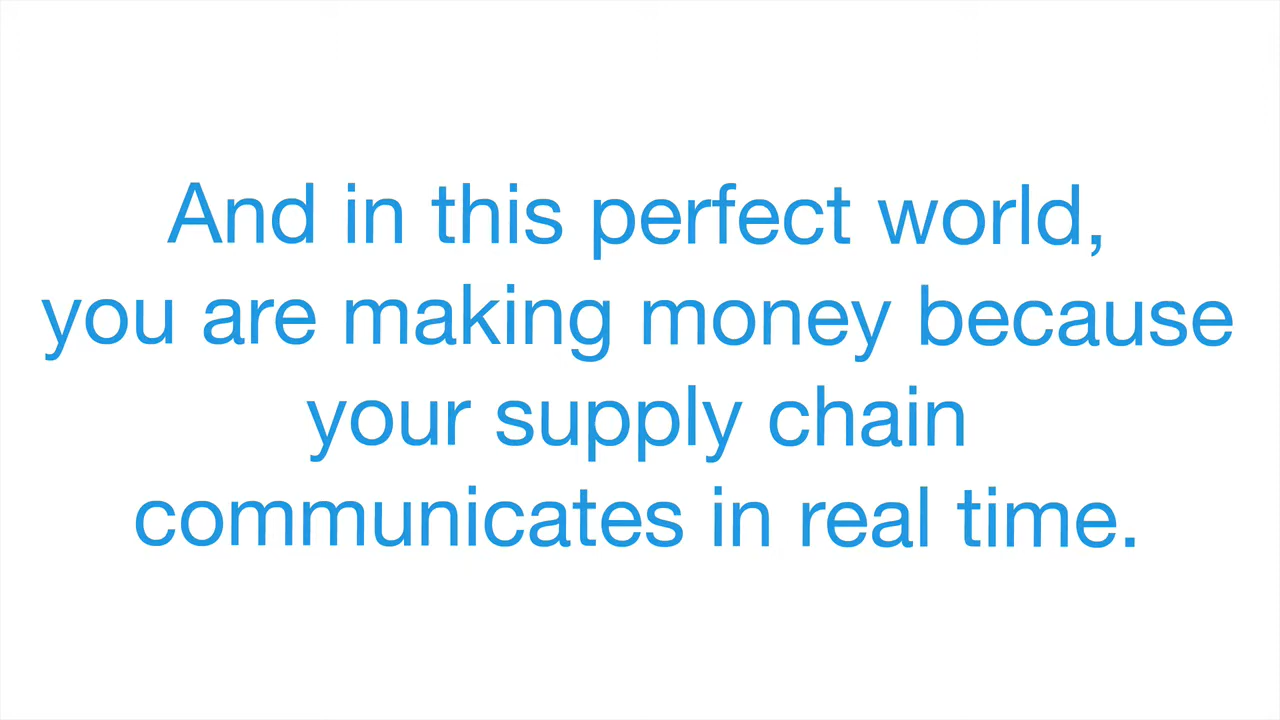 And in this perfect world,
you are making money because
your supply chain
communicates in real time.